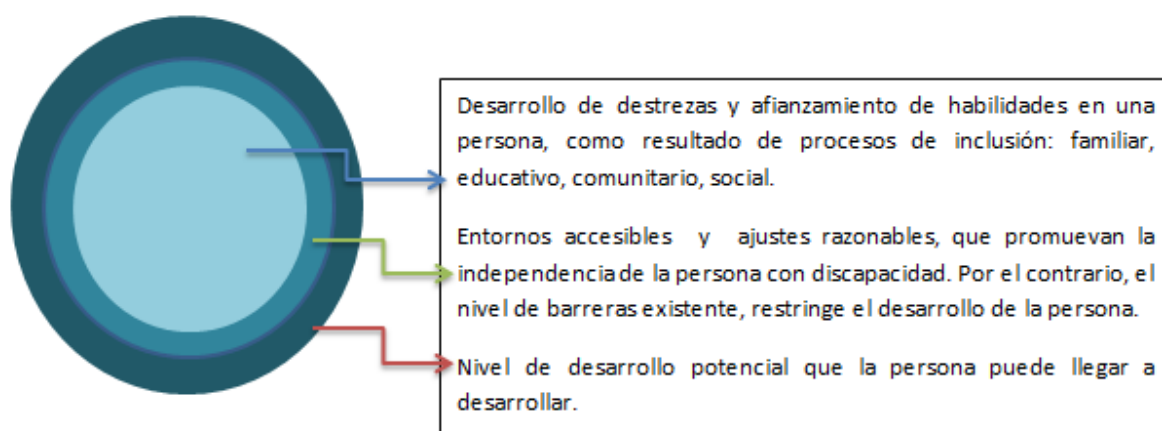 Desarrollo de destrezas y afianzamiento de habilidades en una
persona, como resultado de procesos de inclusión: familiar,
educativo, comunitario, social.
Entornos accesibles y ajustes razonables, que promuevan la
independencia de la persona con discapacidad. Por el contrario, el
nivel de barreras existente, restringe el desarrollo de la persona.
Nivel de desarrollo potencial que la persona puede llegar a
desarrollar.